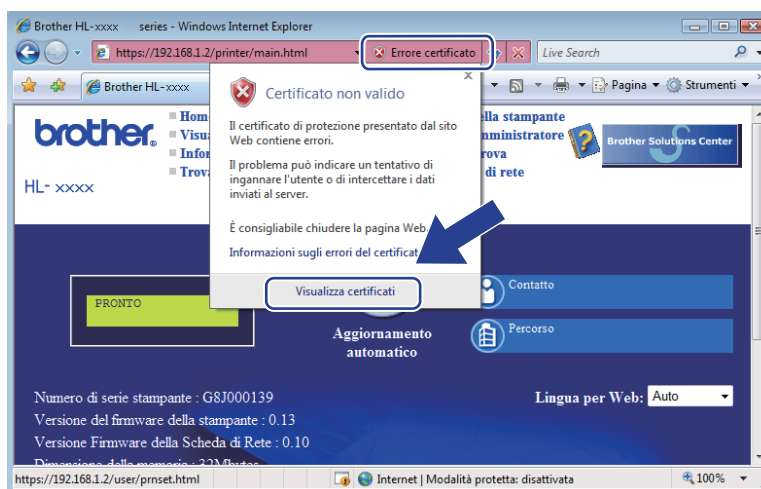 Brother HL-xxxx series - Windows Internet Explorer
https://192.168.1.2/printer/main.html
Errore certificato
Live Search
Brother HL-xxxx
Pagina
Strumenti
Certificato non valido
x
Il certificato di protezione presentato dal sito
Web contiene errori.
Il problema può indicare un tentativo di
ingannare l'utente o di intercettare i dati
inviati al server.
È consigliabile chiudere la pagina Web.
Informazioni sugli errori del
Visualizza certificati
brother
HL- xxxx
stampante
di rete
Brother Solutions Center
PRONTO
Aggiornamento
automatico
Contatto
Percorso
Numero di serie stampante : G8J000139
Lingua per Web: Auto
Versione del firmware della stampante : 0.13
Versione Firmware della Scheda di Rete : 0.10
Dimensione della memoria : 32Mbytes
https://192.168.1.2/user/prnset.html
Internet | Modalità protetta: disattivata
100%